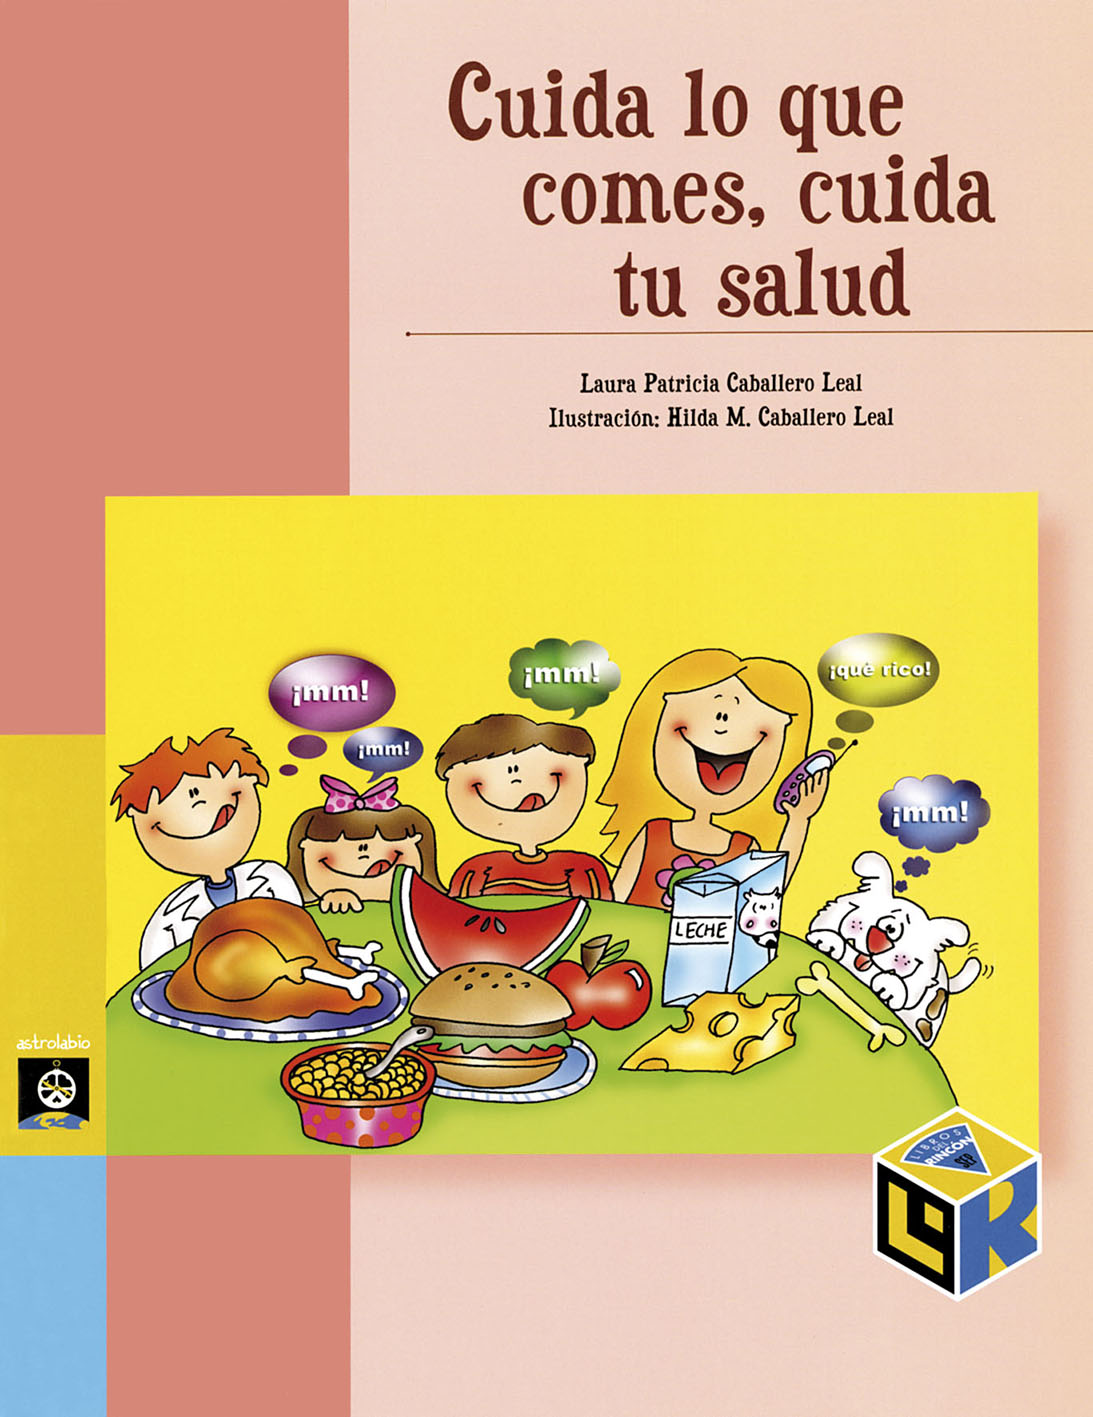 Cuida lo que
comes, cuida
tu salud
Laura Patricia Caballero Leal
Ilustración: Hilda M. Caballero Leal
¡mm!
¡mm!
¡mm!
¡qué rico!
¡mm!
LECHE
astrolabio
LIBROS
DEL
RINCÓN
SEP
LR